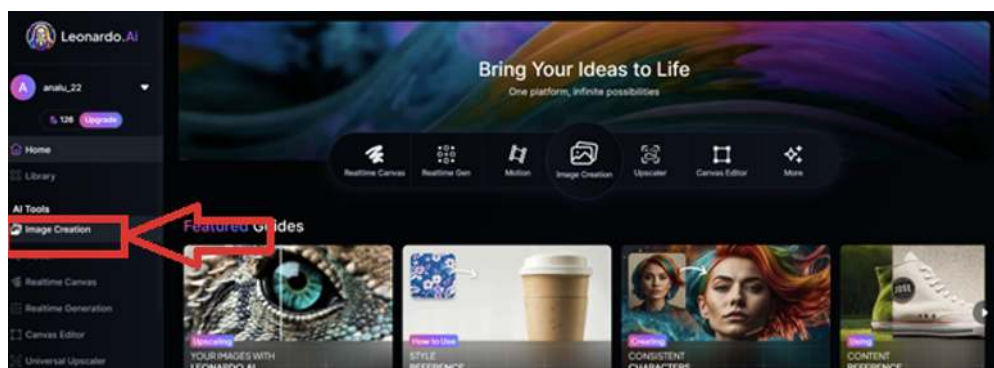 Leonardo.Ai
A analu_22
126 Upgrade
Home
Library
AI Tools
Image Creation
Realtime Canvas
Realtime Generation
Canvas Editor
Universal Upscaler
Bring Your Ideas to Life
One platform, infinite possibilities
Realtime Canvas Realtime Gen Motion Image Creation Upscaler Canvas Editor More
Featured Guides
Upscaling
YOUR IMAGES WITH
LEONARDO.AI
How to Use
STYLE
REFERENCE
Creating
CONSISTENT
CHARACTERS
Using
CONTENT
REFERENCE